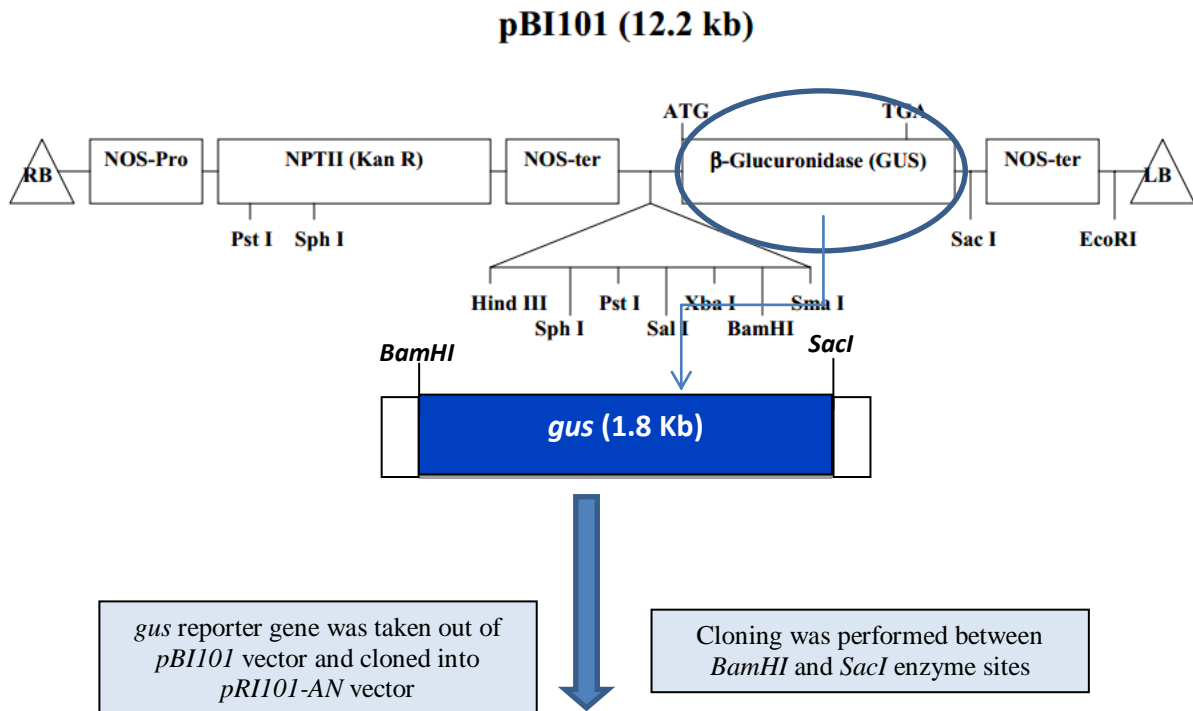 pBI101 (12.2 kb)
ATG TGA
RB NOS-Pro NPTII (Kan R) NOS-ter β-Glucuronidase (GUS) NOS-ter LB
Pst I Sph I Sac I EcoRI
Hind III Pst I Xba I Sma I
Sph I Sal I BamHI
BamHI SacI
gus (1.8 Kb)
gus reporter gene was taken out of
pBI101 vector and cloned into
pRI101-AN vector
Cloning was performed between
BamHI and SacI enzyme sites